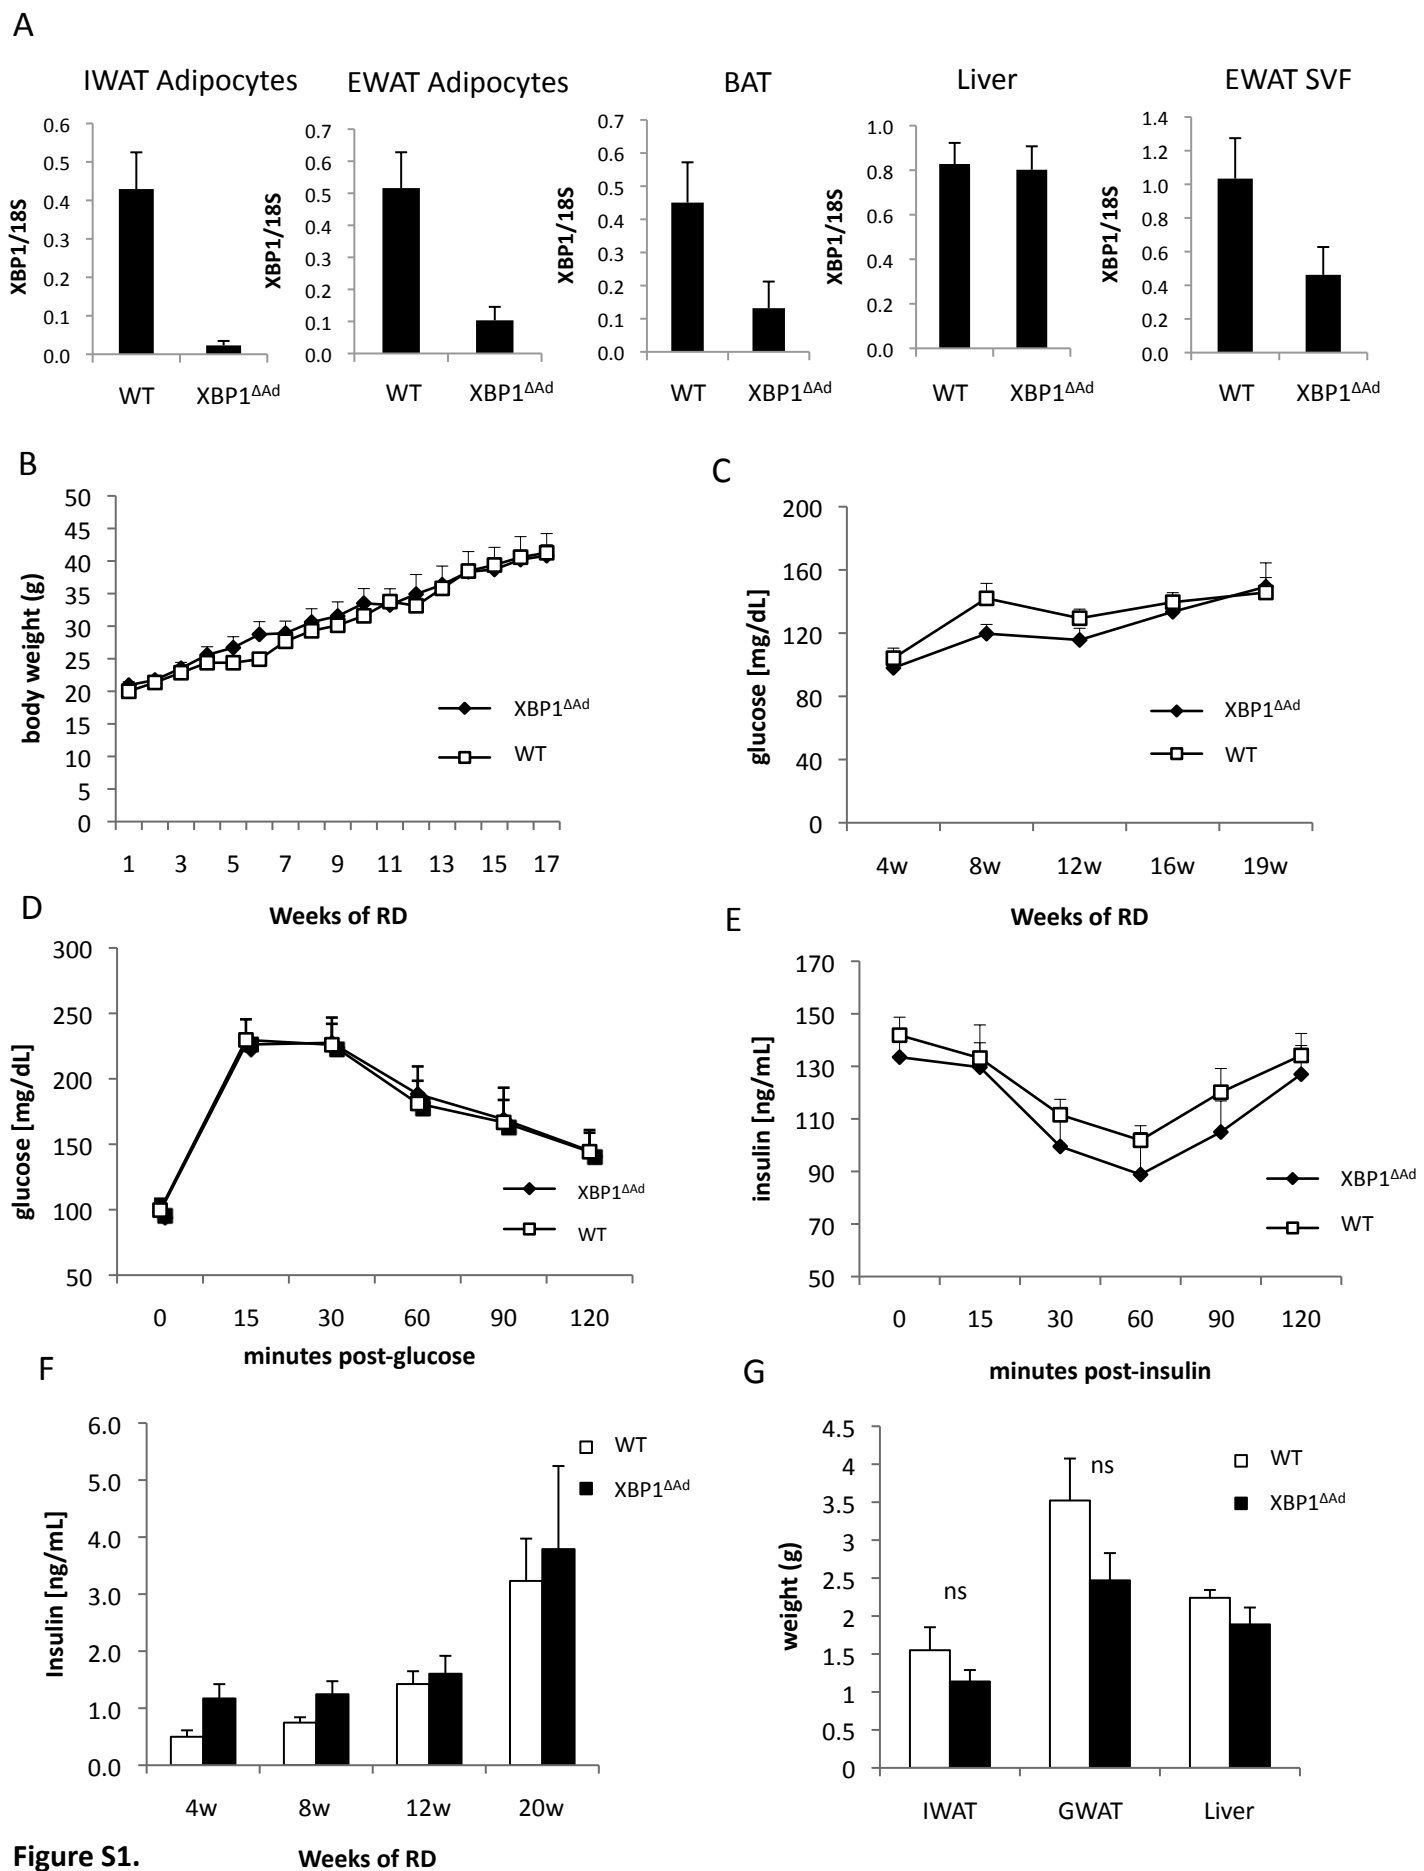 A
IWAT Adipocytes
XBP1/18S
0.6
0.5
0.4
0.3
0.2
0.1
0.0
WT XBP1ΔAd
EWAT Adipocytes
XBP1/18S
0.7
0.6
0.5
0.4
0.3
0.2
0.1
0.0
WT XBP1ΔAd
BAT
XBP1/18S
0.7
0.6
0.5
0.4
0.3
0.2
0.1
0.0
WT XBP1ΔAd
Liver
XBP1/18S
1.0
0.8
0.6
0.4
0.2
0.0
WT XBP1ΔAd
EWAT SVF
XBP1/18S
1.4
1.2
1.0
0.8
0.6
0.4
0.2
0.0
WT XBP1ΔAd
B
body weight (g)
50
45
40
35
30
25
20
15
10
5
0
XBP1ΔAd
WT
1 3 5 7 9 11 13 15 17
Weeks of RD
C
glucose [mg/dL]
200
160
120
80
40
0
XBP1ΔAd
WT
4w 8w 12w 16w 19w
Weeks of RD
D
glucose [mg/dL]
300
250
200
150
100
50
XBP1ΔAd
WT
0 15 30 60 90 120
minutes post-glucose
E
insulin [ng/mL]
170
150
130
110
90
70
50
XBP1ΔAd
WT
0 15 30 60 90 120
minutes post-insulin
F
Insulin [ng/mL]
6.0
5.0
4.0
3.0
2.0
1.0
0.0
WT
XBP1ΔAd
4w 8w 12w 20w
Weeks of RD
G
weight (g)
4.5
4
3.5
3
2.5
2
1.5
1
0.5
0
ns
ns
WT
XBP1ΔAd
IWAT GWAT Liver
Figure S1.